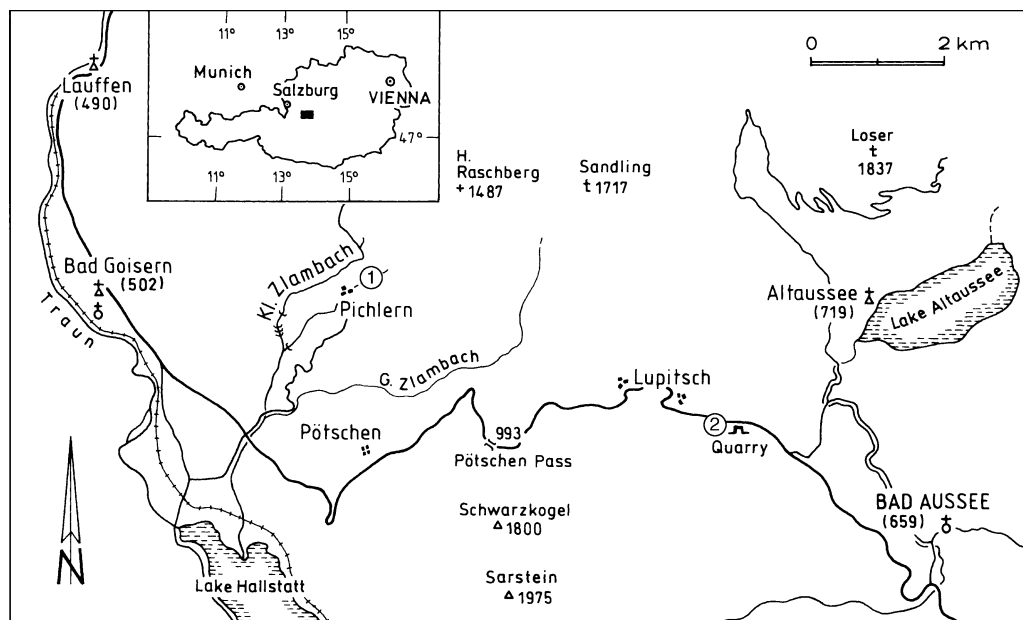 11° 13° 15°
Munich
Salzburg
VIENNA
47°
11° 13° 15°
0 2 km
Lauffen
(490)
H.
Raschberg
1487
Sandling
1717
Loser
1837
Bad Goisern
(502)
Traun
Kl. Zlambach
1
Pichlern
G. Zlambach
Altaussee
(719)
Lake Altaussee
Lupitsch
Pötschen
993
Pötschen Pass
2
Quarry
Schwarzkogel
1800
BAD AUSSEE
(659)
N
Lake Hallstatt
Sarstein
1975